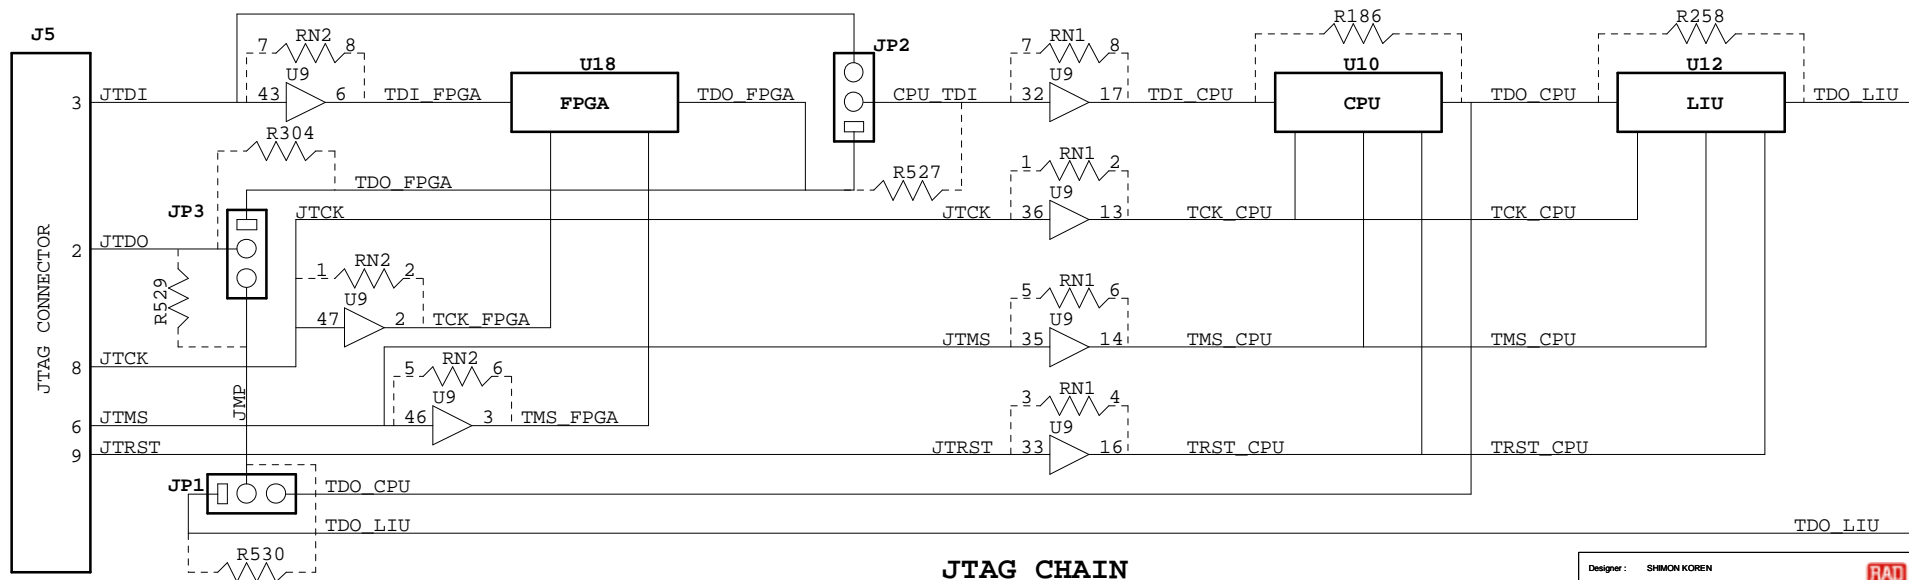 R186 R258
J5 7 RN2 8 JP2 7 RN1 8
U9 U18 U9 U10 U12
3 JTDI 43 6 TDI_FPGA FPGA TDO_FPGA CPU_TDI 32 17 TDI_CPU CPU TDO_CPU LIU TDO_LIU
R304
1 RN1 2
R527
TDO_FPGA U9
JP3 JTCK JTCK 36 13 TCK_CPU TCK_CPU
2 JTDO
JTAG CONNECTOR
1 RN2 2
R529
5 RN1 6
U9
47 2 TCK_FPGA U9
JTMS 35 14 TMS_CPU TMS_CPU
8 JTCK
5 RN2 6
JMP
U9 3 RN1 4
6 JTMS 46 3 TMS_FPGA U9
9 JTRST JTRST 33 16 TRST_CPU TRST_CPU
JP1 TDO_CPU
TDO_LIU TDO_LIU
R530
JTAG CHAIN
Designer : SHIMON KOREN
RAD